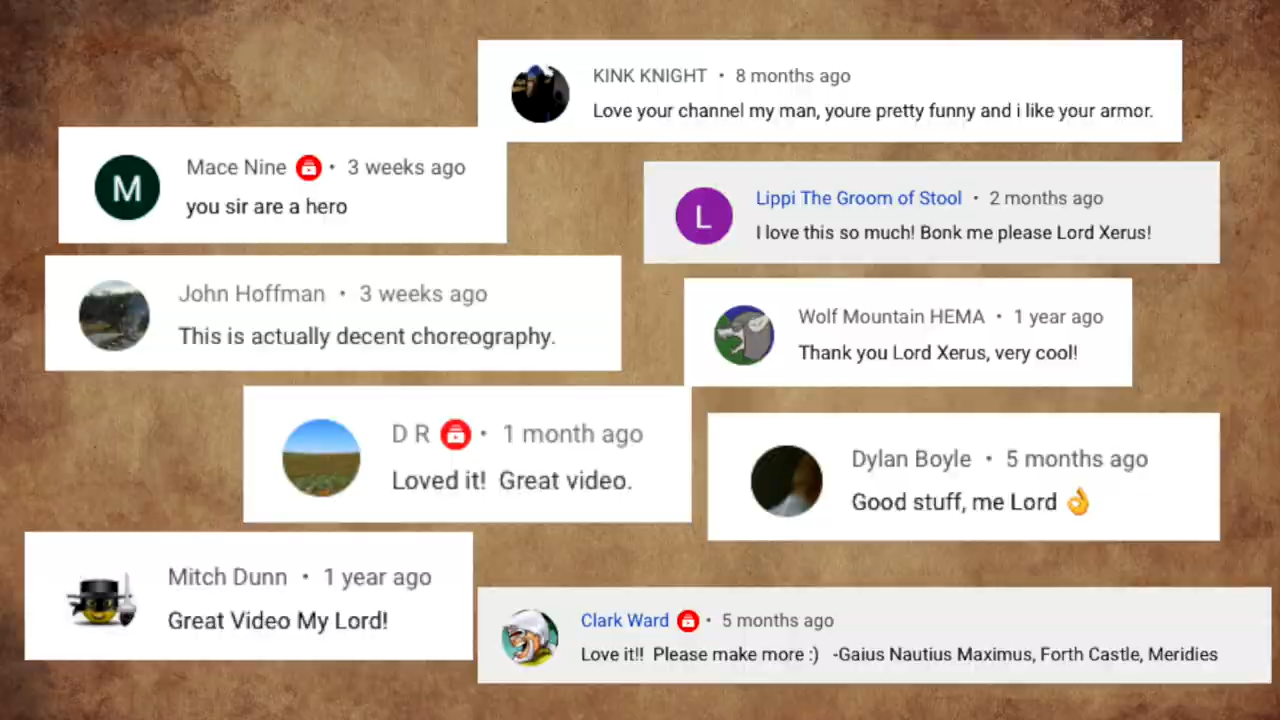 KINK KNIGHT • 8 months ago
Love your channel my man, youre pretty funny and i like your armor.
M
Mace Nine • 3 weeks ago
you sir are a hero
L
Lippi The Groom of Stool • 2 months ago
I love this so much! Bonk me please Lord Xerus!
John Hoffman • 3 weeks ago
This is actually decent choreography.
Wolf Mountain HEMA • 1 year ago
Thank you Lord Xerus, very cool!
D R • 1 month ago
Loved it!  Great video.
Dylan Boyle • 5 months ago
Good stuff, me Lord 👌
Mitch Dunn • 1 year ago
Great Video My Lord!
Clark Ward • 5 months ago
Love it!!  Please make more :)   -Gaius Nautius Maximus, Forth Castle, Meridies